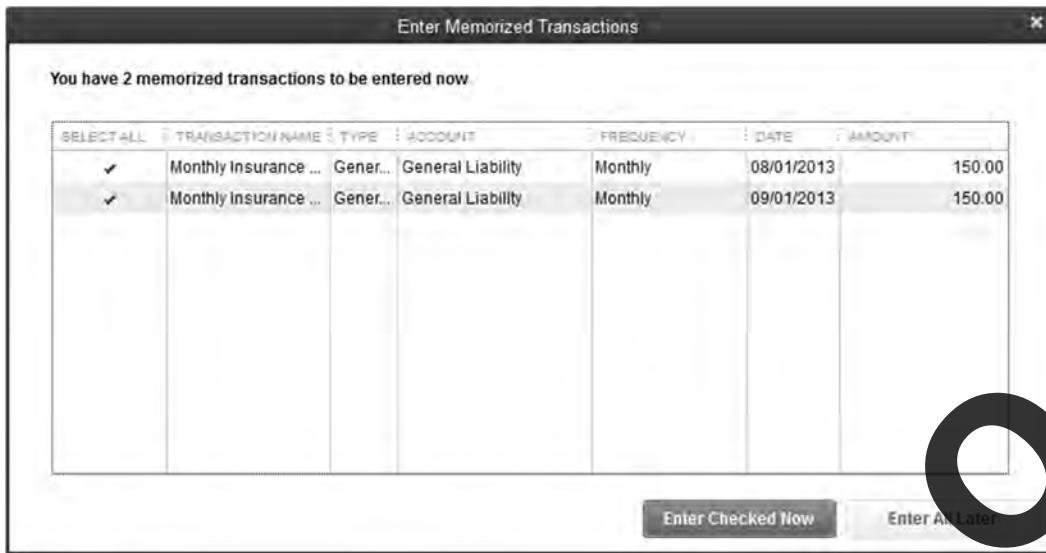 Enter Memorized Transactions
You have 2 memorized transactions to be entered now
SELECT ALL TRANSACTION NAME TYPE ACCOUNT FREQUENCY DATE AMOUNT
Monthly Insurance ... Gener... General Liability Monthly 08/01/2013 150.00
Monthly Insurance ... Gener... General Liability Monthly 09/01/2013 150.00
Enter Checked Now Enter All Later